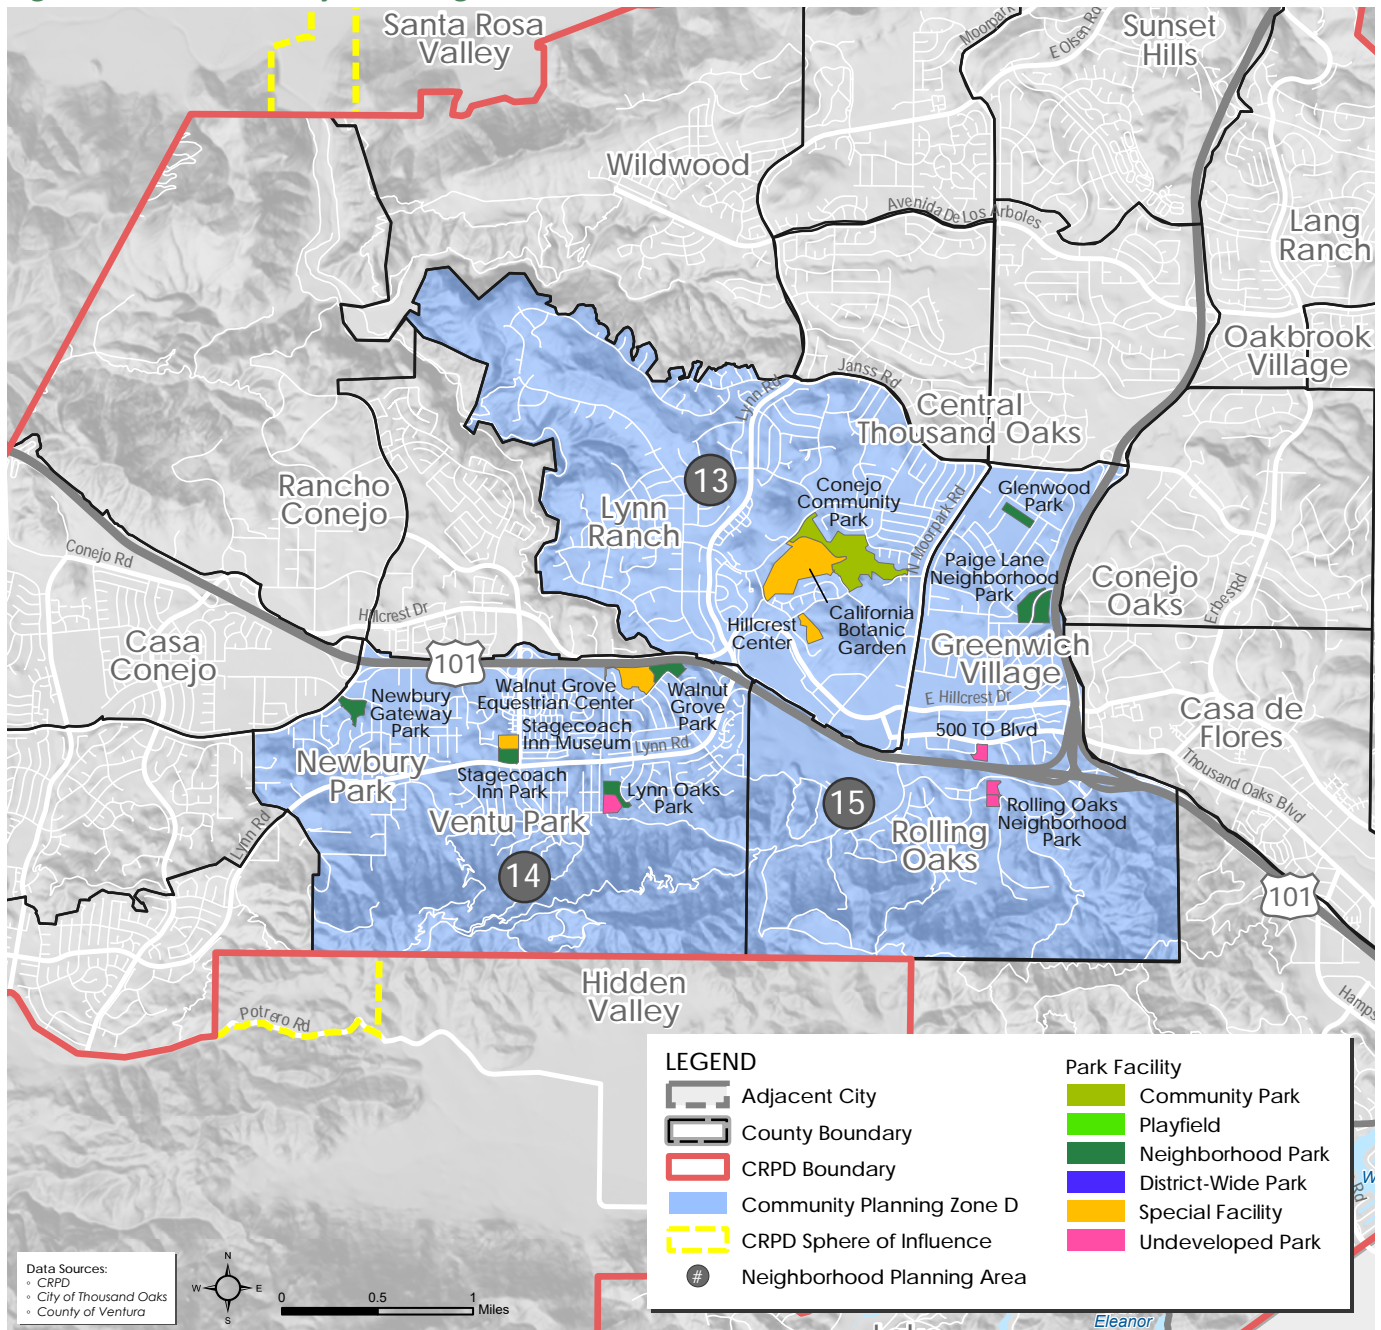 Santa Rosa
Valley
Moorpark
E Olsen Rd
Sunset
Hills
Wildwood
Avenida De Los Arboles
Lang
Ranch
Oakbrook
Village
Janss Rd
Lynn Rd
Central
Thousand Oaks
13
Rancho
Conejo
Lynn
Ranch
Conejo
Community
Park
N Moorpark Rd
Glenwood
Park
Conejo Rd
Paige Lane
Neighborhood
Park
Conejo
Oaks
Erbes Rd
Hillcrest Dr
Casa
Conejo
101
Hillcrest
Center
California
Botanic
Garden
Greenwich
Village
Newbury
Gateway
Park
Walnut Grove
Equestrian Center
Walnut
Grove
Park
E Hillcrest Dr
Stagecoach
Inn Museum
Lynn Rd
500 TO Blvd
Casa de
Flores
Newbury
Park
Stagecoach
Inn Park
Lynn Oaks
Park
Thousand Oaks Blvd
Ventu Park
15
Rolling
Oaks
Rolling Oaks
Neighborhood
Park
Lynn Rd
14
101
Hidden
Valley
Potrero Rd
Hamps
LEGEND
Adjacent City
County Boundary
CRPD Boundary
Community Planning Zone D
CRPD Sphere of Influence
#
Neighborhood Planning Area
Park Facility
Community Park
Playfield
Neighborhood Park
District-Wide Park
Special Facility
Undeveloped Park
W
Rd
Data Sources:
◦ CRPD
◦ City of Thousand Oaks
◦ County of Ventura
N
W
E
S
0
0.5
1
Miles
Eleanor